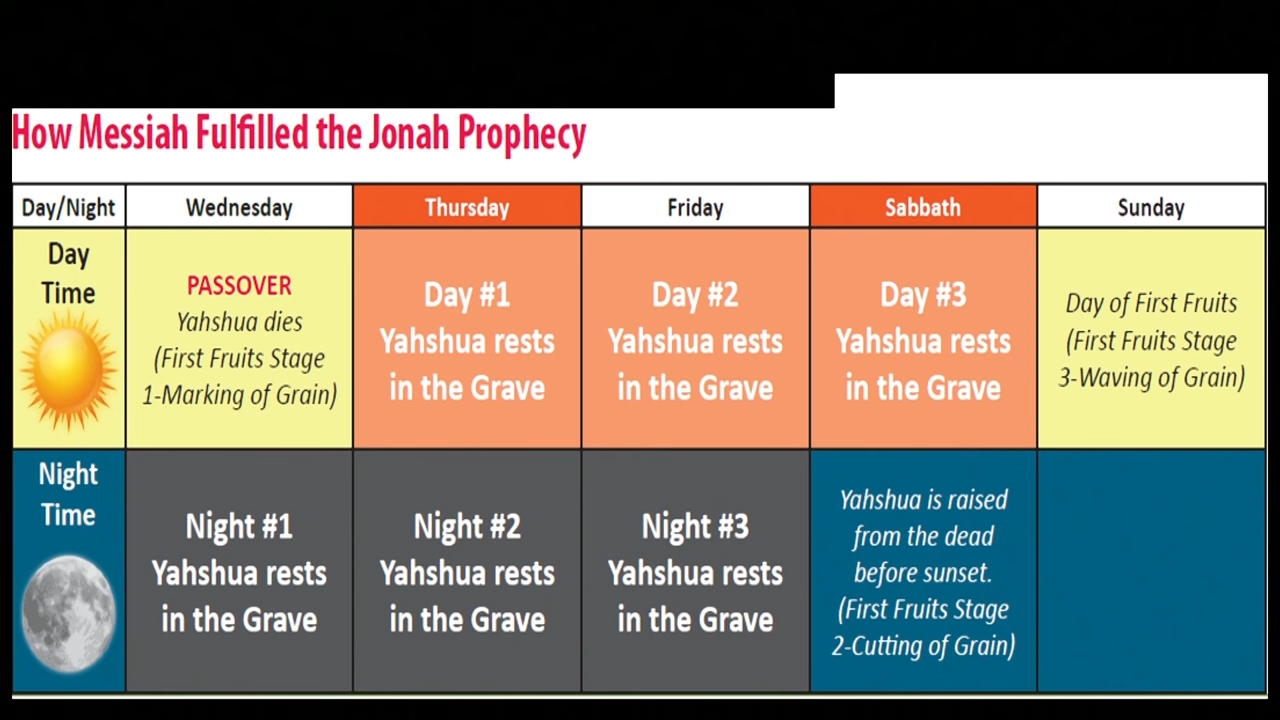 How Messiah Fulfilled the Jonah Prophecy
Day/Night
Wednesday
Thursday
Friday
Sabbath
Sunday
Day
Time
PASSOVER
Yahshua dies
(First Fruits Stage
1-Marking of Grain)
Day #1
Yahshua rests
in the Grave
Day #2
Yahshua rests
in the Grave
Day #3
Yahshua rests
in the Grave
Day of First Fruits
(First Fruits Stage
3-Waving of Grain)
Night
Time
Night #1
Yahshua rests
in the Grave
Night #2
Yahshua rests
in the Grave
Night #3
Yahshua rests
in the Grave
Yahshua is raised
from the dead
before sunset.
(First Fruits Stage
2-Cutting of Grain)